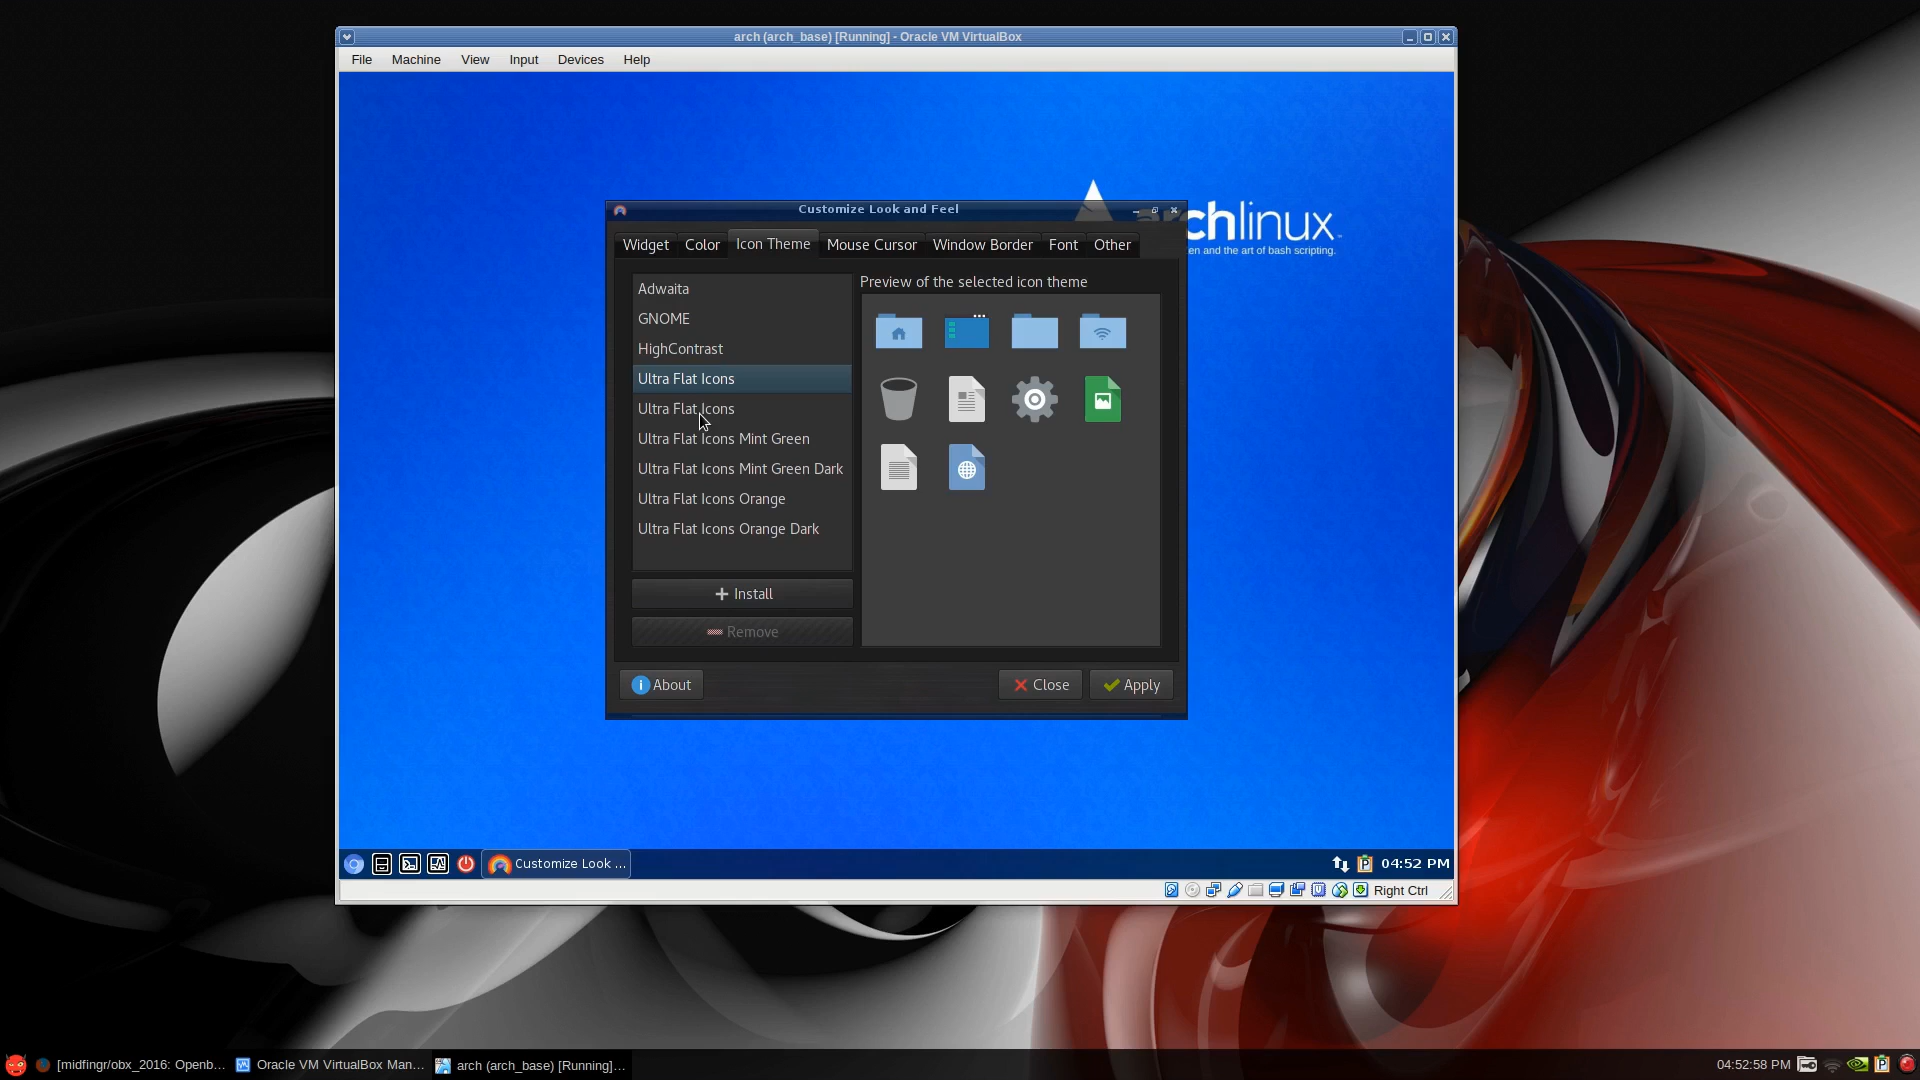 arch (arch_base) [Running] - Oracle VM VirtualBox
File Machine View Input Devices Help
Customize Look and Feel
Widget Color Icon Theme Mouse Cursor Window Border Font Other
chlinux
en and the art of bash scripting.
Preview of the selected icon theme
Adwaita
GNOME
HighContrast
Ultra Flat Icons
Ultra Flat Icons
Ultra Flat Icons Mint Green
Ultra Flat Icons Mint Green Dark
Ultra Flat Icons Orange
Ultra Flat Icons Orange Dark
Install
Remove
About Close Apply
Customize Look ... 04:52 PM
Right Ctrl
[midfingr/obx_2016: Openb... Oracle VM VirtualBox Man... arch (arch_base) [Running]... 04:52:58 PM